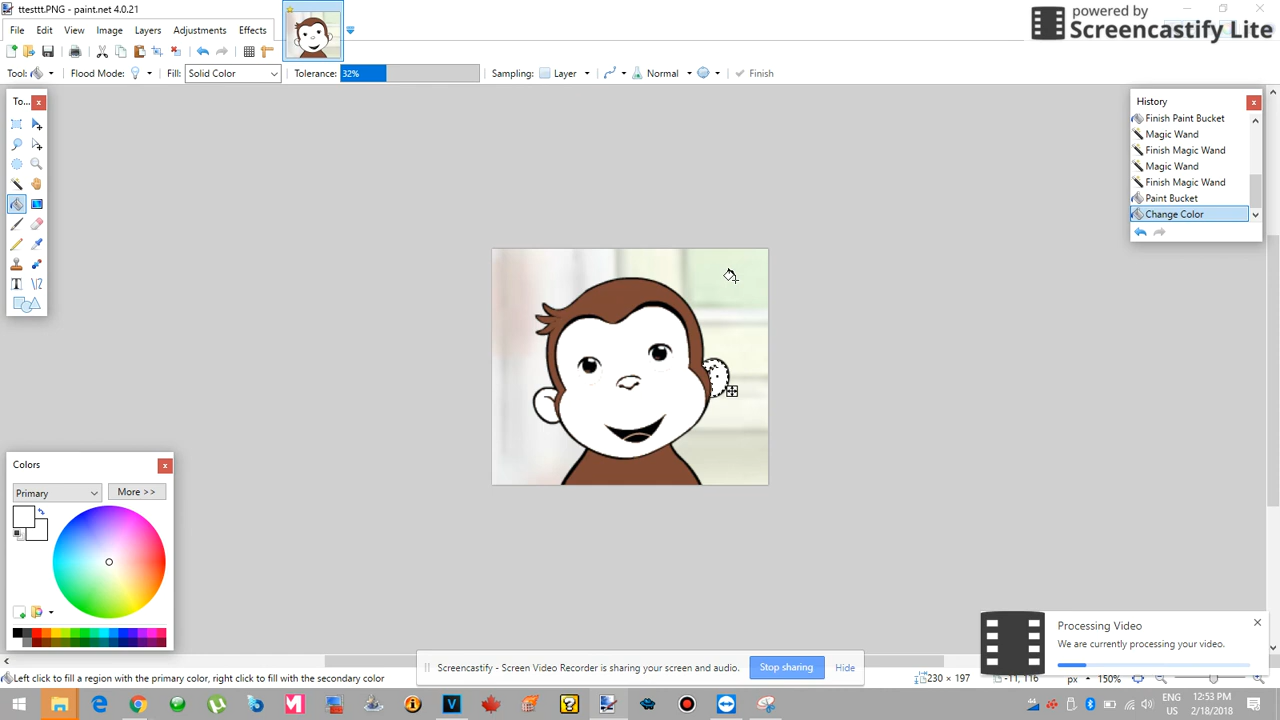 ttesttt.PNG - paint.net 4.0.21
powered by
Screencastify Lite
File Edit View Image Layers Adjustments Effects
Tool: Flood Mode: Fill: Solid Color Tolerance: 32% Sampling: Layer Normal Finish
To...
History
Finish Paint Bucket
Magic Wand
Finish Magic Wand
Magic Wand
Finish Magic Wand
Paint Bucket
Change Color
Colors
Primary
More >>
Processing Video
We are currently processing your video.
Screencastify - Screen Video Recorder is sharing your screen and audio.
Stop sharing
Hide
Left click to fill a region with the primary color, right click to fill with the secondary color
230 × 197
-11, 116
px
150%
ENG
US
12:53 PM
2/18/2018